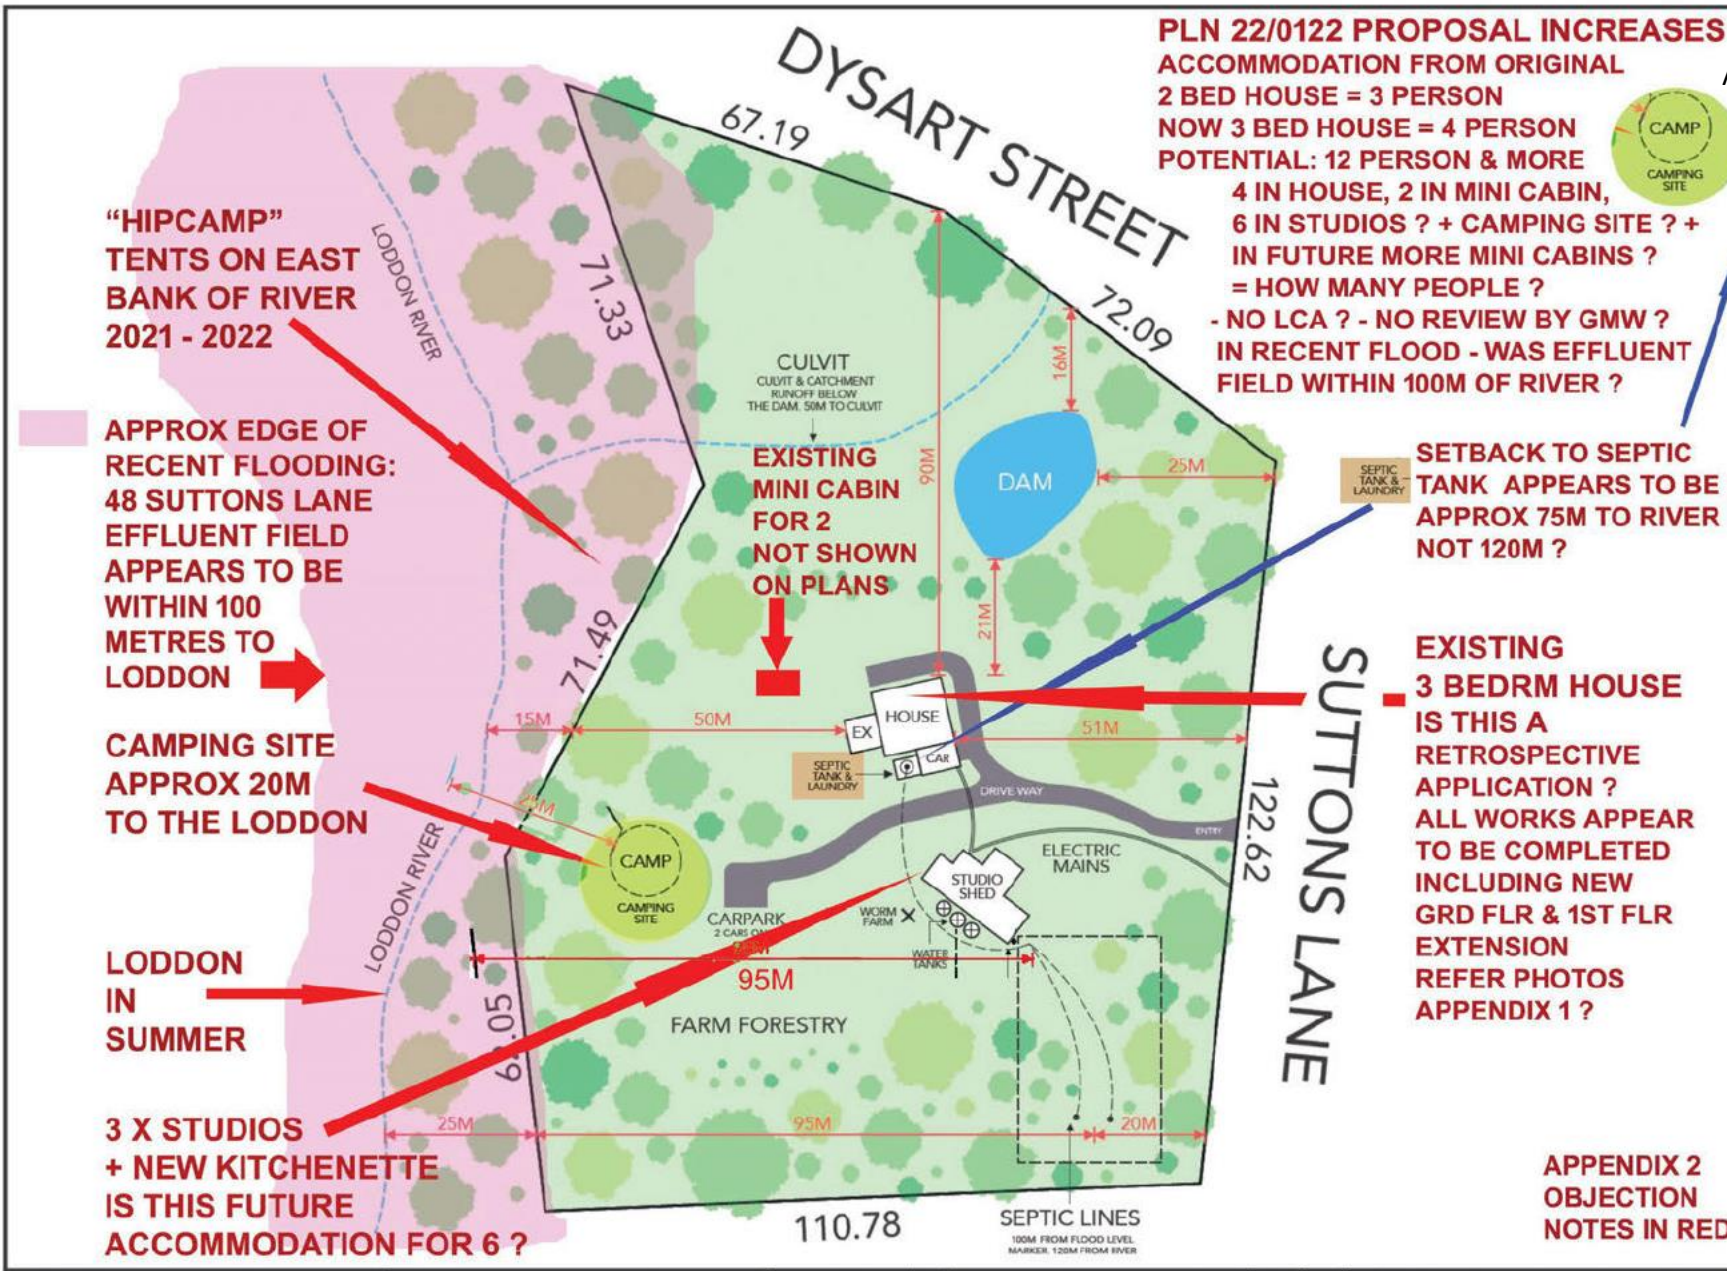 PLN 22/0122 PROPOSAL INCREASES
ACCOMMODATION FROM ORIGINAL
2 BED HOUSE = 3 PERSON
NOW 3 BED HOUSE = 4 PERSON
POTENTIAL: 12 PERSON & MORE
4 IN HOUSE, 2 IN MINI CABIN,
6 IN STUDIOS ? + CAMPING SITE ? +
IN FUTURE MORE MINI CABINS ?
= HOW MANY PEOPLE ?
- NO LCA ? - NO REVIEW BY GMW ?
IN RECENT FLOOD - WAS EFFLUENT
FIELD WITHIN 100M OF RIVER ?
CAMP
CAMPING
SITE
DYSART STREET
67.19
72.09
71.33
71.49
"HIPCAMP"
TENTS ON EAST
BANK OF RIVER
2021 - 2022
LODDON RIVER
APPROX EDGE OF
RECENT FLOODING:
48 SUTTONS LANE
EFFLUENT FIELD
APPEARS TO BE
WITHIN 100
METRES TO
LODDON
CULVIT
CULVIT & CATCHMENT
RUNOFF BELOW
THE DAM. 50M TO CULVIT
EXISTING
MINI CABIN
FOR 2
NOT SHOWN
ON PLANS
90M
16M
DAM
25M
21M
SEPTIC
TANK &
LAUNDRY
SETBACK TO SEPTIC
TANK APPEARS TO BE
APPROX 75M TO RIVER
NOT 120M ?
EXISTING
3 BEDRM HOUSE
IS THIS A
RETROSPECTIVE
APPLICATION ?
ALL WORKS APPEAR
TO BE COMPLETED
INCLUDING NEW
GRD FLR & 1ST FLR
EXTENSION
REFER PHOTOS
APPENDIX 1 ?
SUTTONS LANE
122.62
15M
50M
HOUSE
EX
CAR
51M
SEPTIC
TANK &
LAUNDRY
DRIVE WAY
ENTRY
CAMPING SITE
APPROX 20M
TO THE LODDON
CAMP
CAMPING
SITE
LODDON RIVER
CARPARK
2 CARS
STUDIO
SHED
ELECTRIC
MAINS
WORM
FARM
WATER
TANKS
95M
LODDON
IN
SUMMER
FARM FORESTRY
3 X STUDIOS
+ NEW KITCHENETTE
IS THIS FUTURE
ACCOMMODATION FOR 6 ?
25M
95M
20M
110.78
SEPTIC LINES
100M FROM FLOOD LEVEL
MARKER. 120M FROM RIVER
APPENDIX 2
OBJECTION
NOTES IN RED